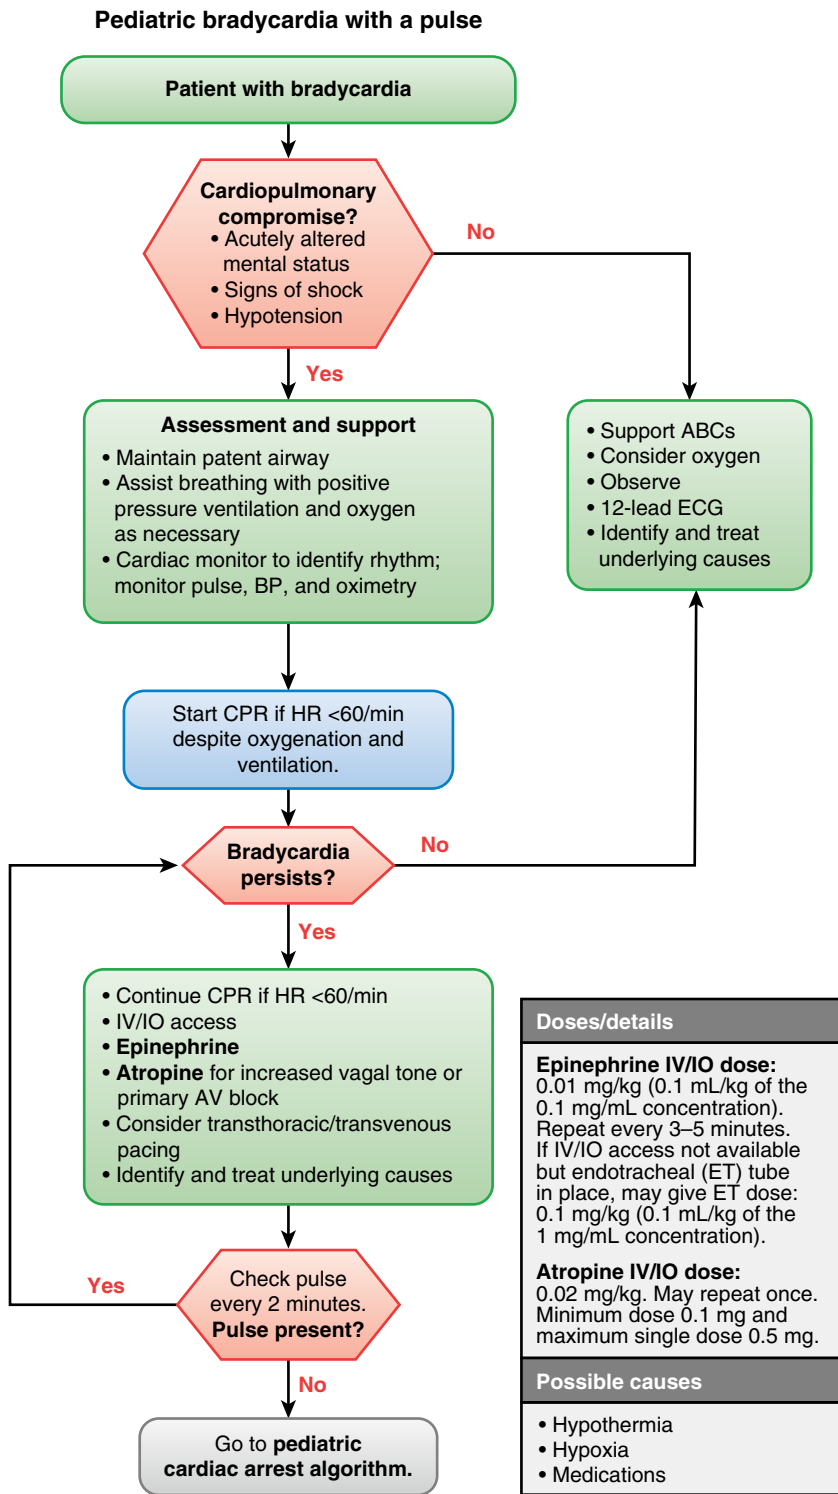 Pediatric bradycardia with a pulse
Patient with bradycardia
Cardiopulmonary
compromise?
• Acutely altered
mental status
• Signs of shock
• Hypotension
No
Yes
Assessment and support
• Maintain patent airway
• Assist breathing with positive
pressure ventilation and oxygen
as necessary
• Cardiac monitor to identify rhythm;
monitor pulse, BP, and oximetry
• Support ABCs
• Consider oxygen
• Observe
• 12-lead ECG
• Identify and treat
underlying causes
Start CPR if HR <60/min
despite oxygenation and
ventilation.
Bradycardia
persists?
No
Yes
• Continue CPR if HR <60/min
• IV/IO access
• Epinephrine
• Atropine for increased vagal tone or
primary AV block
• Consider transthoracic/transvenous
pacing
• Identify and treat underlying causes
Check pulse
every 2 minutes.
Pulse present?
Yes
No
Go to pediatric
cardiac arrest algorithm.
Doses/details
Epinephrine IV/IO dose:
0.01 mg/kg (0.1 mL/kg of the
0.1 mg/mL concentration).
Repeat every 3–5 minutes.
If IV/IO access not available
but endotracheal (ET) tube
in place, may give ET dose:
0.1 mg/kg (0.1 mL/kg of the
1 mg/mL concentration).
Atropine IV/IO dose:
0.02 mg/kg. May repeat once.
Minimum dose 0.1 mg and
maximum single dose 0.5 mg.
Possible causes
• Hypothermia
• Hypoxia
• Medications